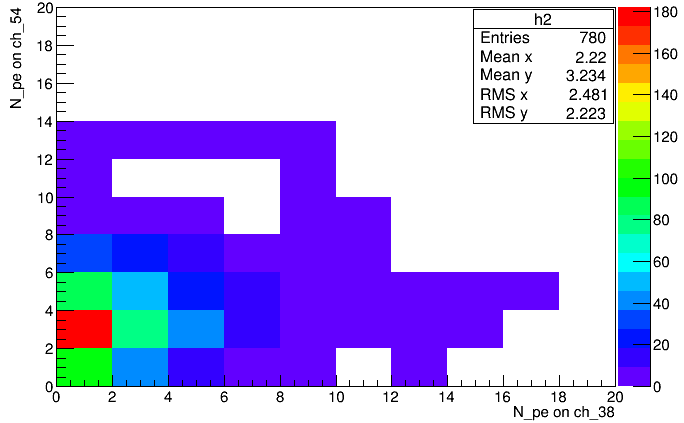 h2
Entries 780
Mean x 2.22
Mean y 3.234
RMS x 2.481
RMS y 2.223
N_pe on ch_54
20
18
16
14
12
10
8
6
4
2
0
0 2 4 6 8 10 12 14 16 18 20
N_pe on ch_38
180
160
140
120
100
80
60
40
20
0